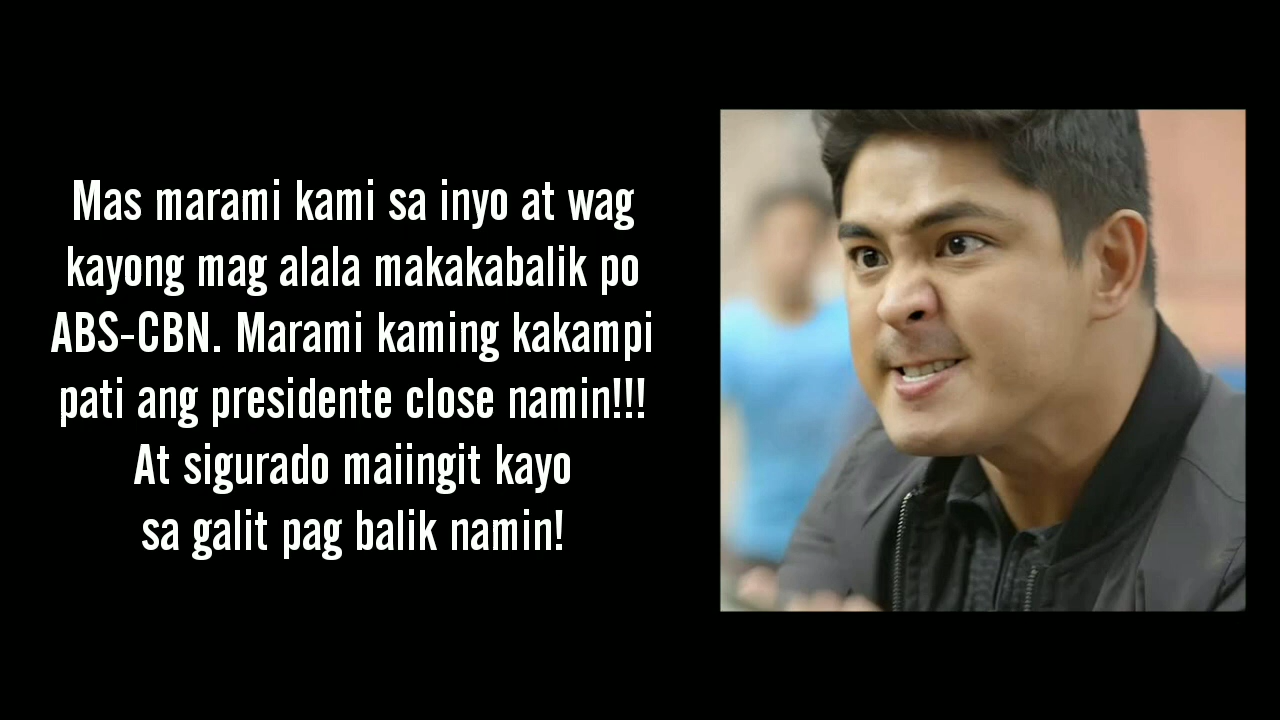 Mas marami kami sa inyo at wag
kayong mag alala makakabalik po
ABS-CBN. Marami kaming kakampi
pati ang presidente close namin!!!
At sigurado maiingit kayo
sa galit pag balik namin!